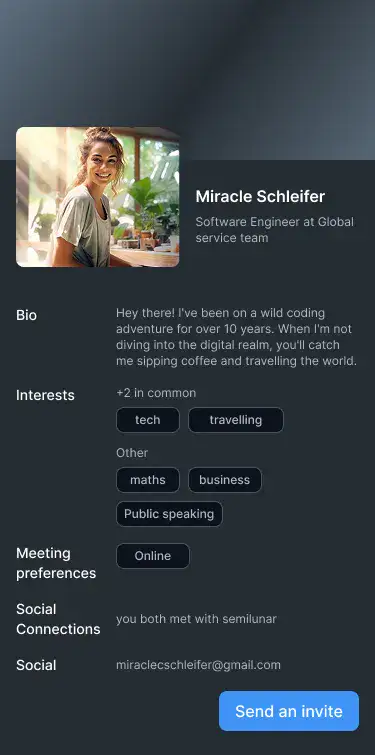 Miracle Schleifer
Software Engineer at Global
service team
Bio
Hey there! I've been on a wild coding
adventure for over 10 years. When I'm not
diving into the digital realm, you'll catch
me sipping coffee and travelling the world.
Interests
+2 in common
tech
travelling
Other
maths
business
Public speaking
Meeting
preferences
Online
Social
Connections
you both met with semilunar
Social
miraclecschleifer@gmail.com
Send an invite